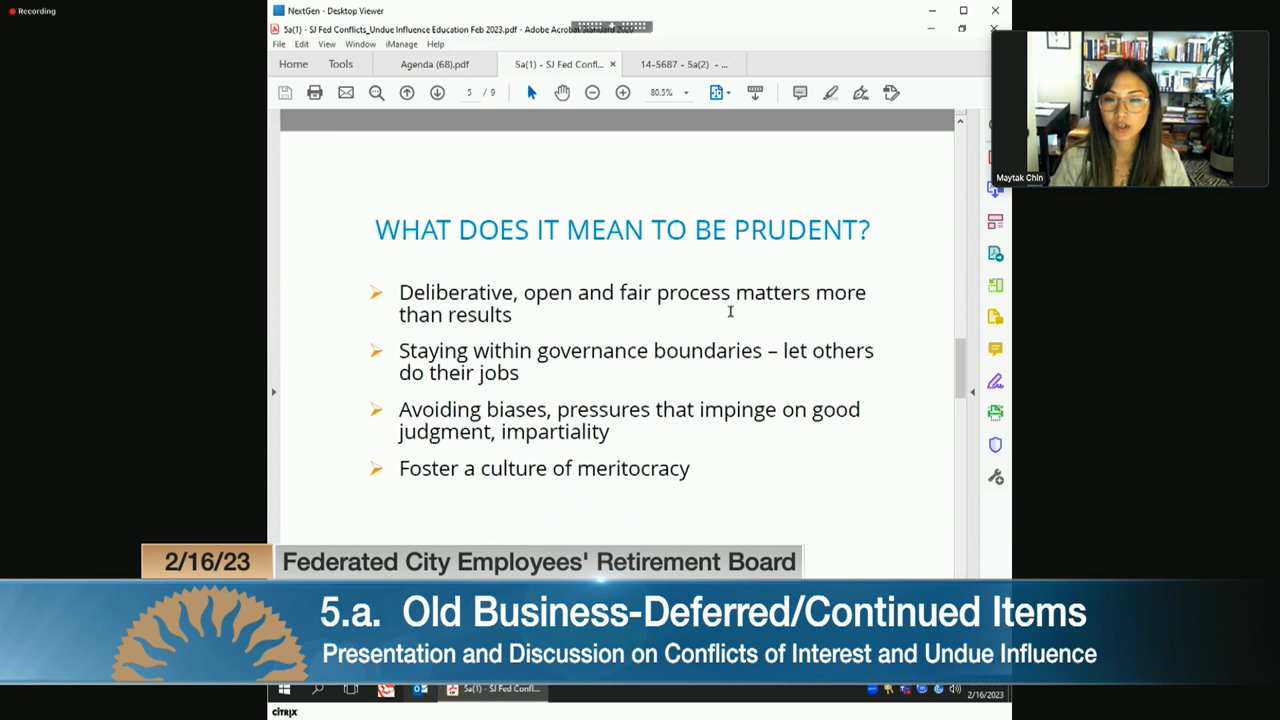 Recording
NextGen - Desktop Viewer
5a(1) - SJ Fed Conflicts_Undue Influence Education Feb 2023.pdf - Adobe Acrobat Standard 2020
File Edit View Window iManage Help
Home Tools Agenda (68).pdf 5a(1) - SJ Fed Confl... × 14-5687 - 5a(2) - ...
5 / 9 80.5%
Maytak Chin
WHAT DOES IT MEAN TO BE PRUDENT?
Deliberative, open and fair process matters more
than results
Staying within governance boundaries – let others
do their jobs
Avoiding biases, pressures that impinge on good
judgment, impartiality
Foster a culture of meritocracy
2/16/23 Federated City Employees' Retirement Board
5.a. Old Business-Deferred/Continued Items
Presentation and Discussion on Conflicts of Interest and Undue Influence
5a(1) - SJ Fed Confl...
2/16/2023
CITRIX